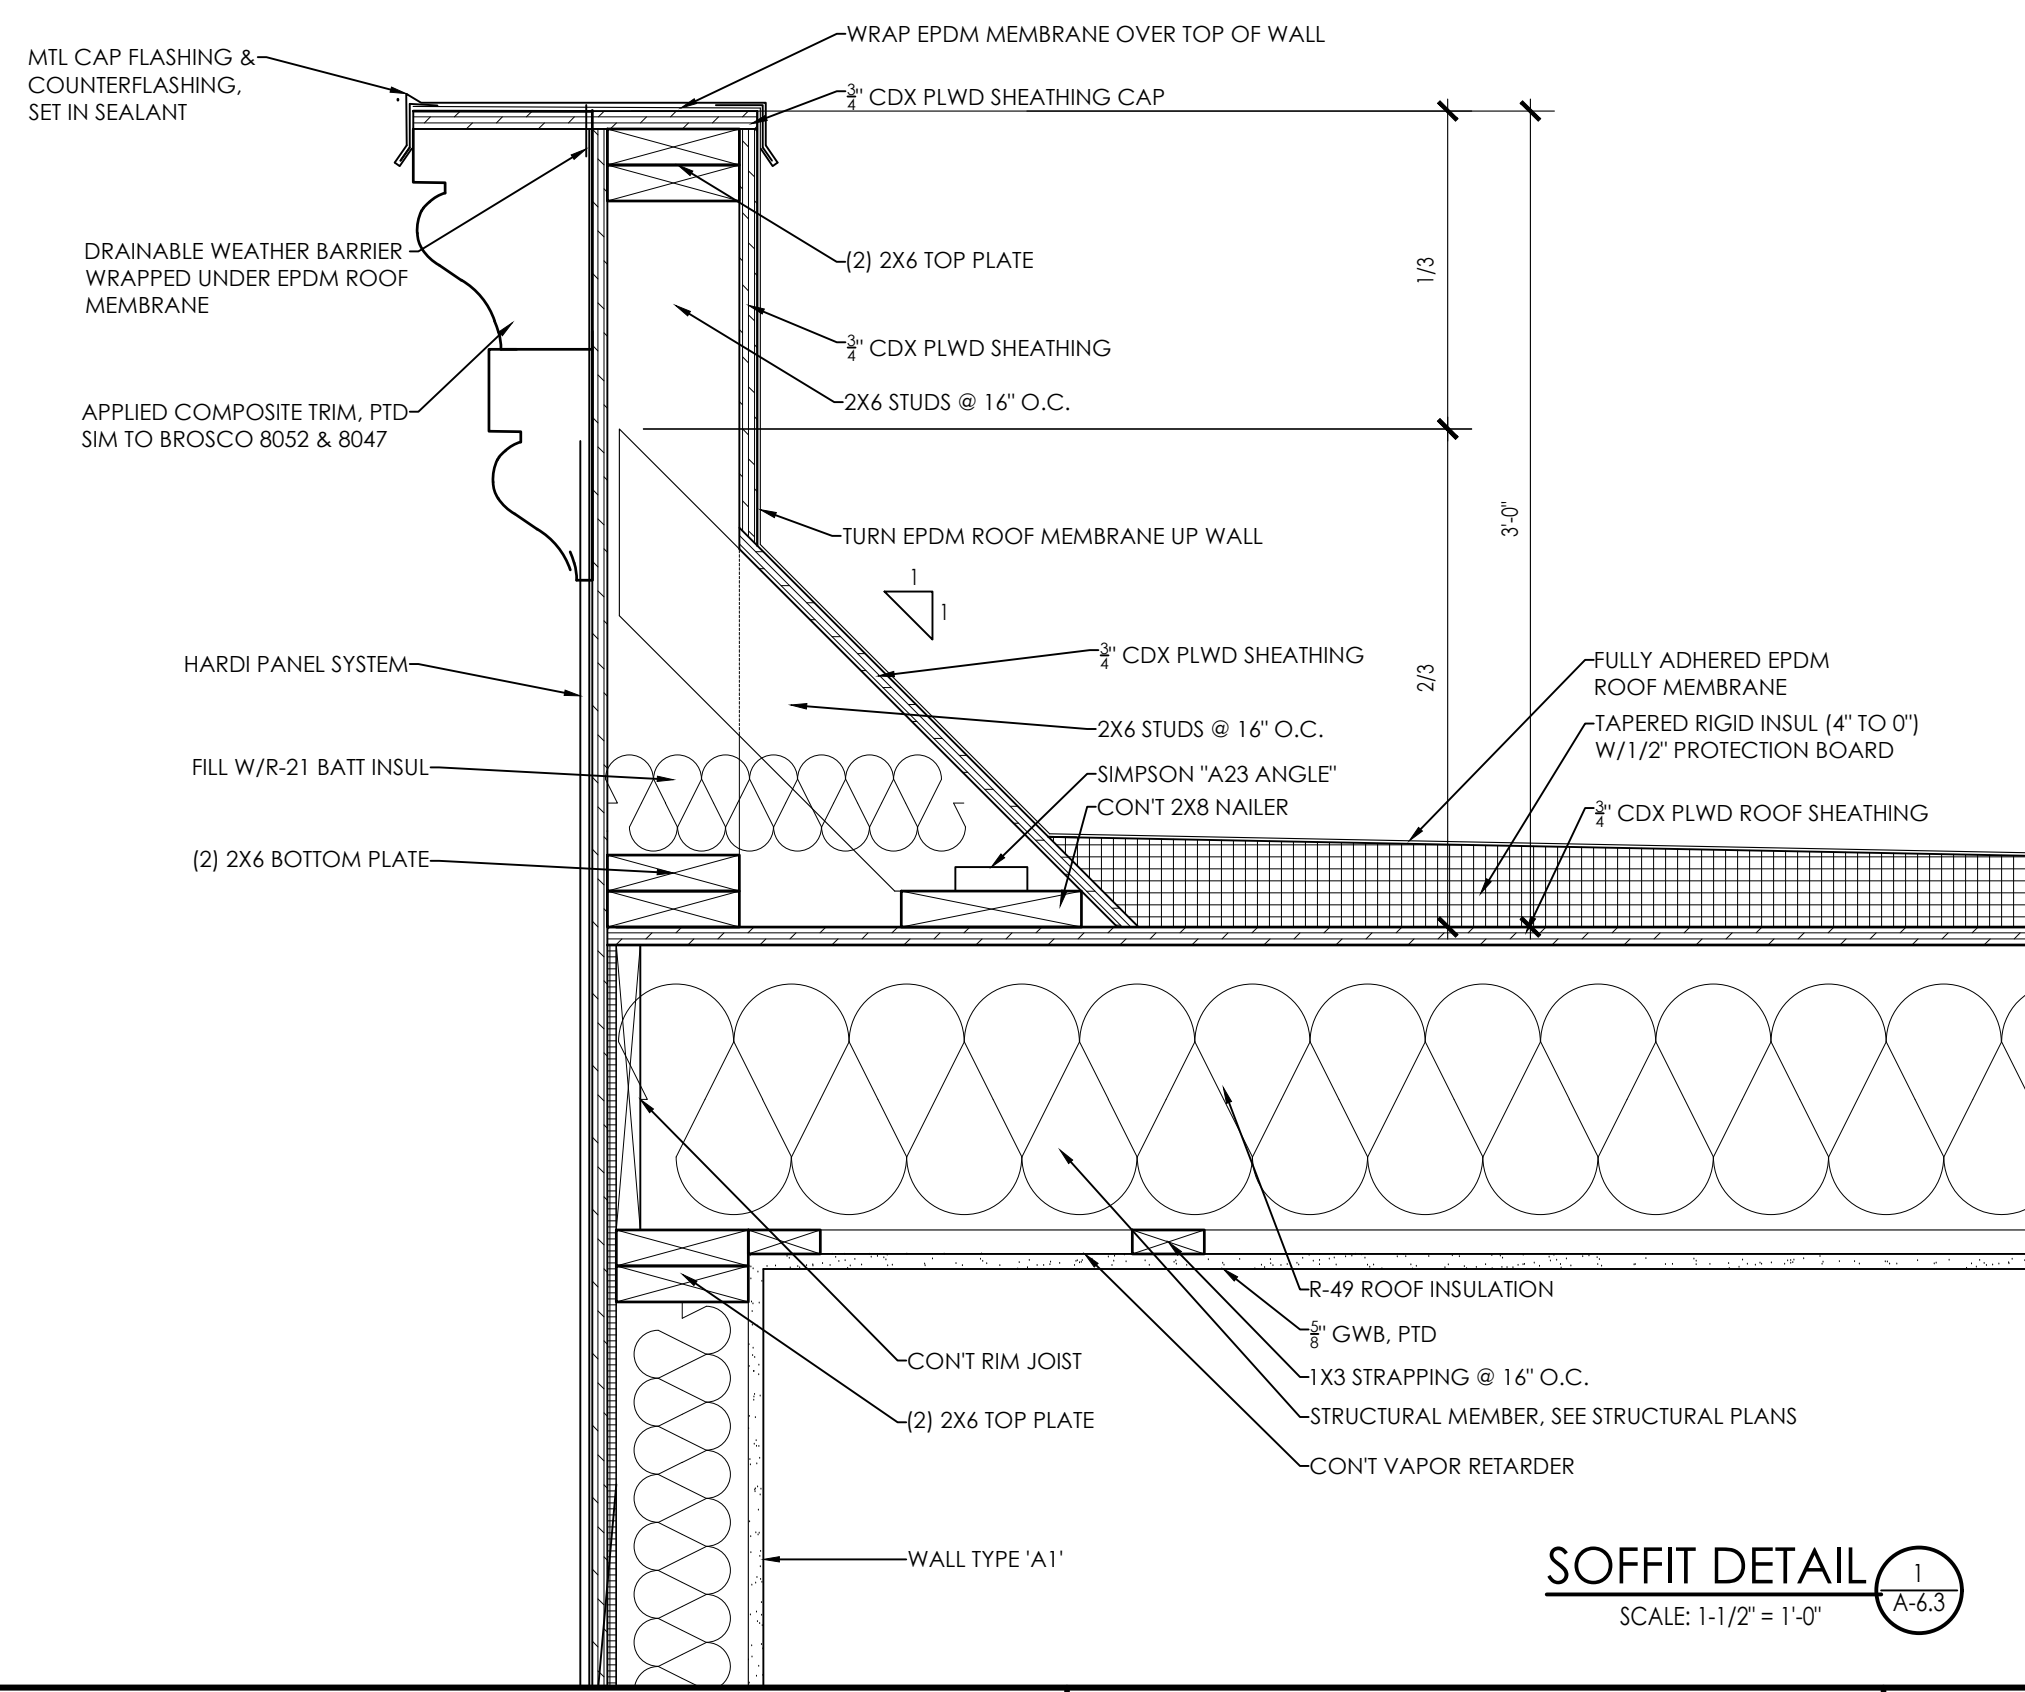 MTL CAP FLASHING &
COUNTERFLASHING,
SET IN SEALANT
WRAP EPDM MEMBRANE OVER TOP OF WALL
3/4" CDX PLWD SHEATHING CAP
DRAINABLE WEATHER BARRIER
WRAPPED UNDER EPDM ROOF
MEMBRANE
(2) 2X6 TOP PLATE
1/3
3/4" CDX PLWD SHEATHING
2X6 STUDS @ 16" O.C.
APPLIED COMPOSITE TRIM, PTD
SIM TO BROSCO 8052 & 8047
TURN EPDM ROOF MEMBRANE UP WALL
3'-0"
1
1
HARDI PANEL SYSTEM
3/4" CDX PLWD SHEATHING
2/3
FULLY ADHERED EPDM
ROOF MEMBRANE
2X6 STUDS @ 16" O.C.
TAPERED RIGID INSUL (4" TO 0")
W/1/2" PROTECTION BOARD
FILL W/R-21 BATT INSUL
SIMPSON "A23 ANGLE"
CON'T 2X8 NAILER
3/4" CDX PLWD ROOF SHEATHING
(2) 2X6 BOTTOM PLATE
R-49 ROOF INSULATION
5/8" GWB, PTD
CON'T RIM JOIST
1X3 STRAPPING @ 16" O.C.
(2) 2X6 TOP PLATE
STRUCTURAL MEMBER, SEE STRUCTURAL PLANS
CON'T VAPOR RETARDER
WALL TYPE 'A1'
SOFFIT DETAIL
1
A-6.3
SCALE: 1-1/2" = 1'-0"